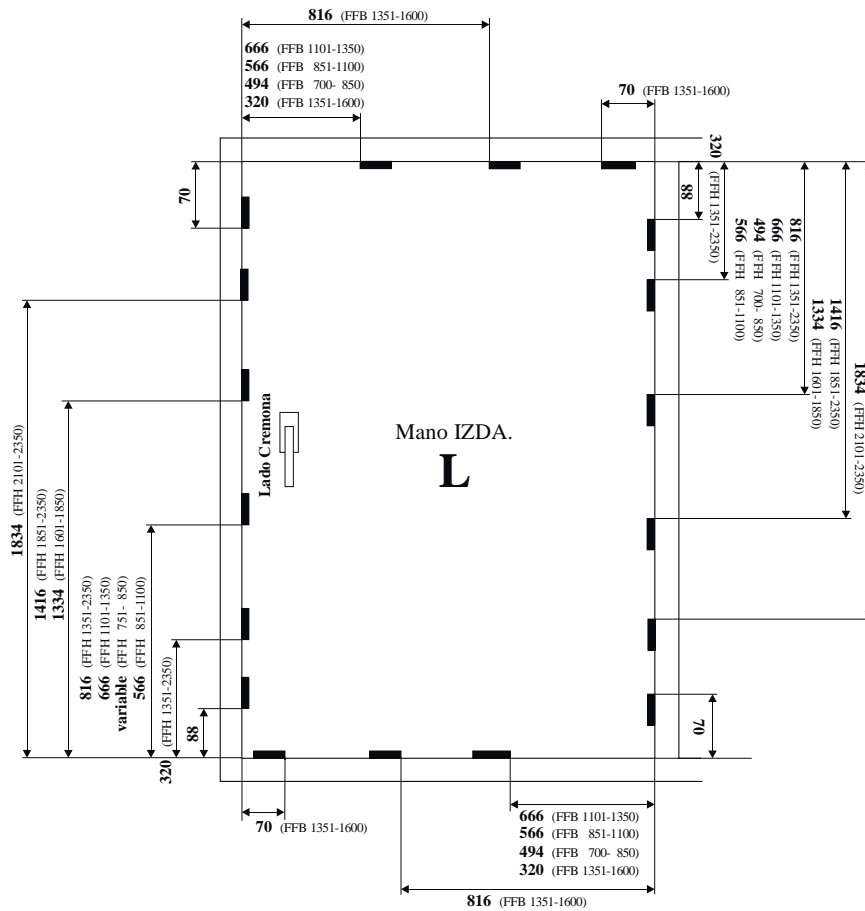 816 (FFB 1351-1600)
666 (FFB 1101-1350)
566 (FFB 851-1100)
494 (FFB 700- 850)
320 (FFB 1351-1600)
70 (FFB 1351-1600)
70
88
320 (FFH 1351-2350)
566 (FFH 851-1100)
494 (FFH 700- 850)
666 (FFH 1101-1350)
816 (FFH 1351-2350)
1334 (FFH 1601-1850)
1416 (FFH 1851-2350)
1834 (FFH 2101-2350)
Lado Cremona
Mano IZDA.
L
1834 (FFH 2101-2350)
1416 (FFH 1851-2350)
1334 (FFH 1601-1850)
816 (FFH 1351-2350)
666 (FFH 1101-1350)
variable (FFH 751- 850)
566 (FFH 851-1100)
320 (FFH 1351-2350)
88
70
70 (FFB 1351-1600)
666 (FFB 1101-1350)
566 (FFB 851-1100)
494 (FFB 700- 850)
320 (FFB 1351-1600)
816 (FFB 1351-1600)